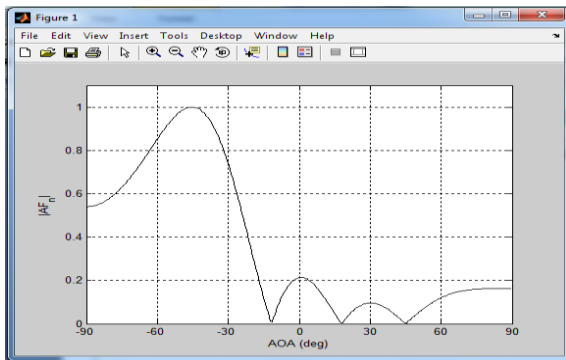 Figure 1
File Edit View Insert Tools Desktop Window Help
1
0.8
0.6
0.4
0.2
0
|AFn|
-90 -60 -30 0 30 60 90
AOA (deg)